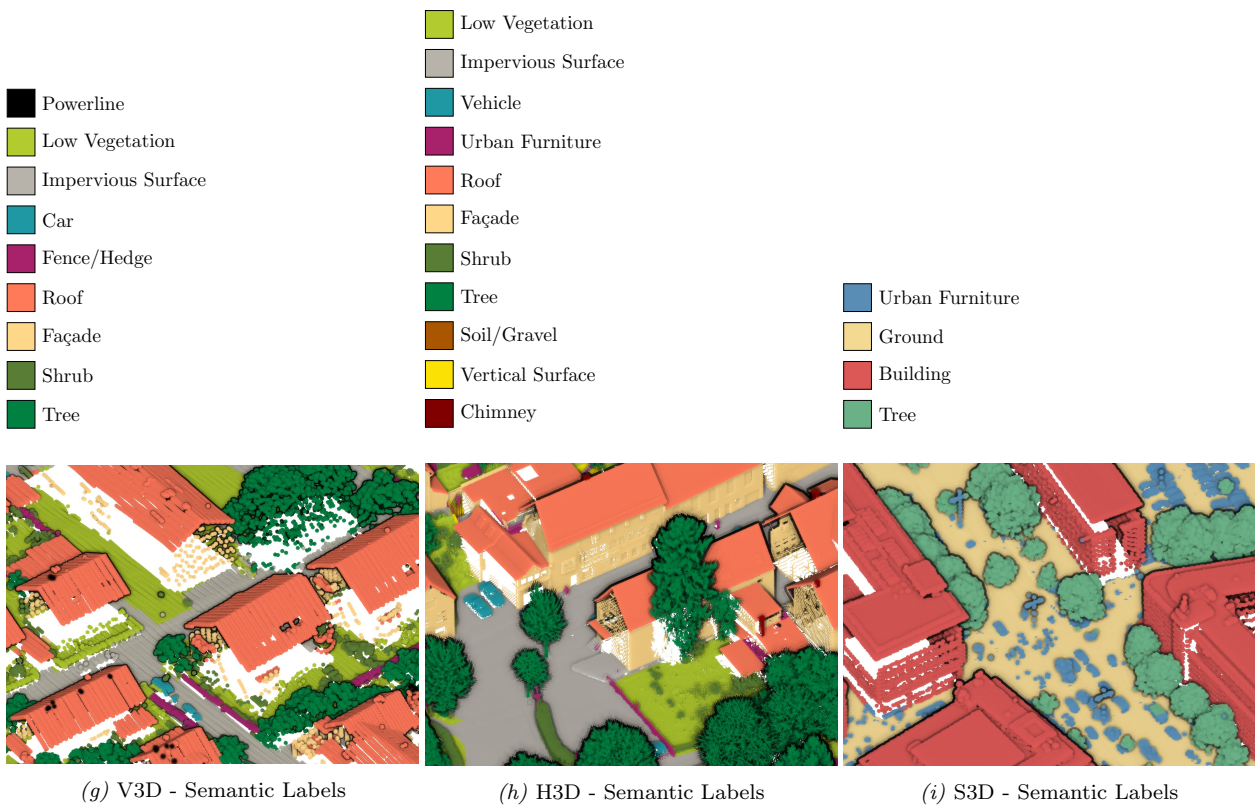 Powerline
Low Vegetation
Impervious Surface
Car
Fence/Hedge
Roof
Façade
Shrub
Tree
Low Vegetation
Impervious Surface
Vehicle
Urban Furniture
Roof
Façade
Shrub
Tree
Soil/Gravel
Vertical Surface
Chimney
Urban Furniture
Ground
Building
Tree
(g) V3D - Semantic Labels
(h) H3D - Semantic Labels
(i) S3D - Semantic Labels